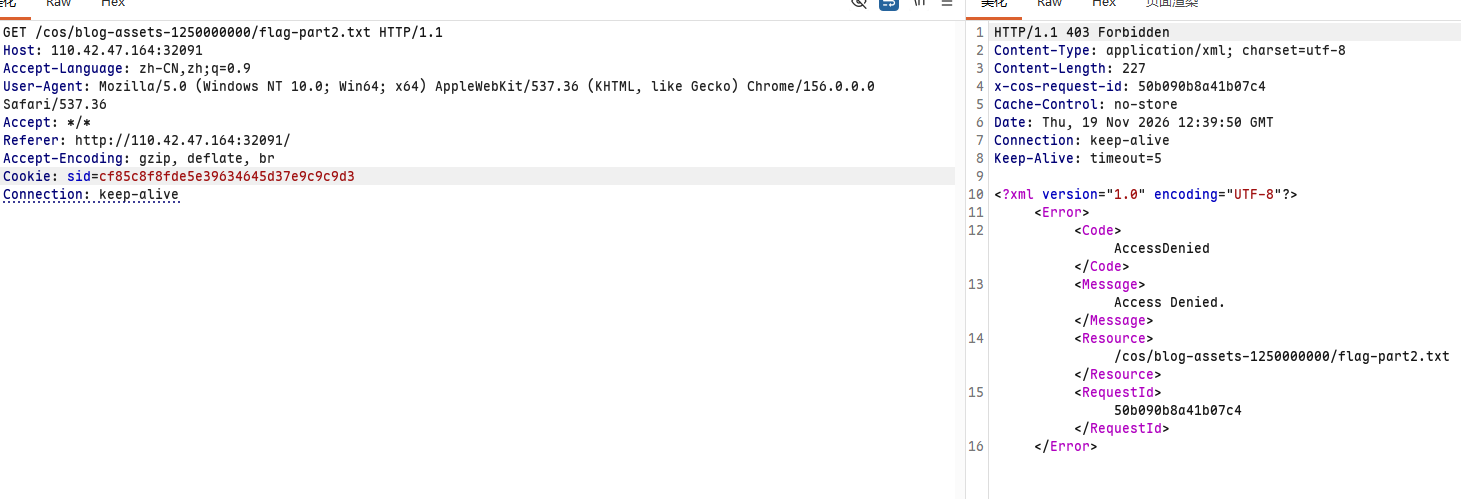 美化 Raw Hex \n
美化 Raw Hex 页面渲染
GET /cos/blog-assets-1250000000/flag-part2.txt HTTP/1.1
Host: 110.42.47.164:32091
Accept-Language: zh-CN,zh;q=0.9
User-Agent: Mozilla/5.0 (Windows NT 10.0; Win64; x64) AppleWebKit/537.36 (KHTML, like Gecko) Chrome/156.0.0.0
Safari/537.36
Accept: */*
Referer: http://110.42.47.164:32091/
Accept-Encoding: gzip, deflate, br
Cookie: sid=cf85c8f8fde5e39634645d37e9c9c9d3
Connection: keep-alive
1 HTTP/1.1 403 Forbidden
2 Content-Type: application/xml; charset=utf-8
3 Content-Length: 227
4 x-cos-request-id: 50b090b8a41b07c4
5 Cache-Control: no-store
6 Date: Thu, 19 Nov 2026 12:39:50 GMT
7 Connection: keep-alive
8 Keep-Alive: timeout=5
9
10 <?xml version="1.0" encoding="UTF-8"?>
11 <Error>
12 <Code>
AccessDenied
</Code>
13 <Message>
Access Denied.
</Message>
14 <Resource>
/cos/blog-assets-1250000000/flag-part2.txt
</Resource>
15 <RequestId>
50b090b8a41b07c4
</RequestId>
16 </Error>